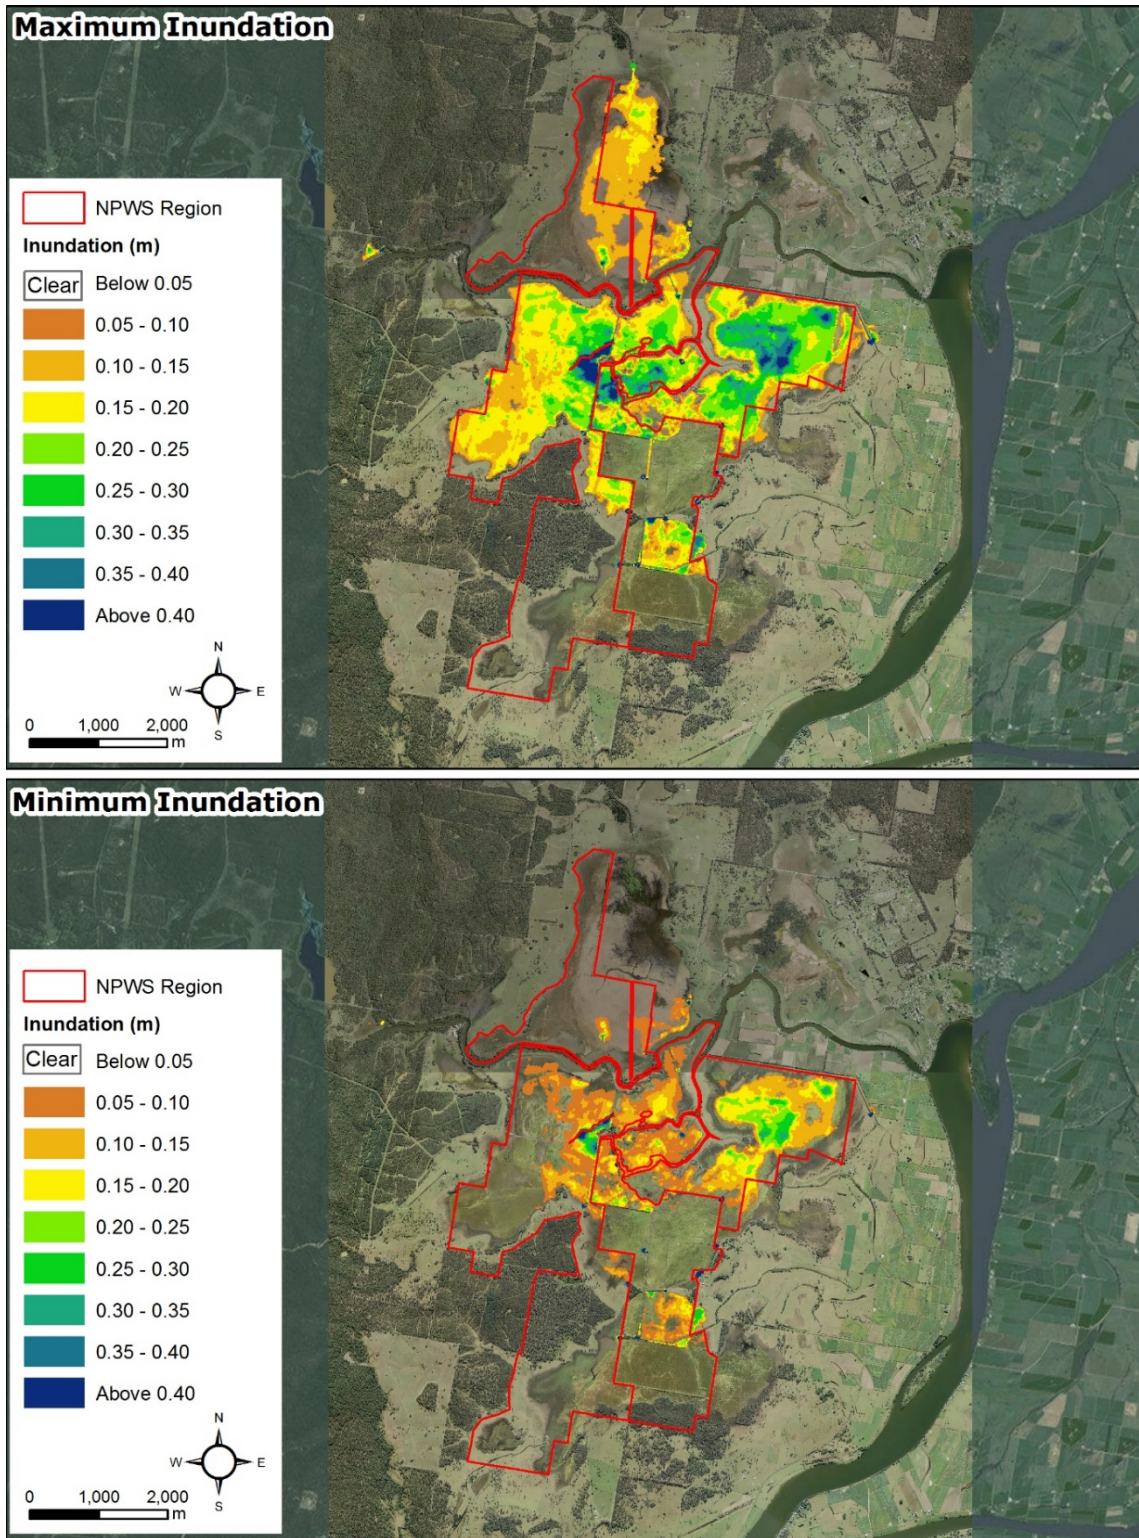 Maximum Inundation
NPWS Region
Inundation (m)
Clear Below 0.05
0.05 - 0.10
0.10 - 0.15
0.15 - 0.20
0.20 - 0.25
0.25 - 0.30
0.30 - 0.35
0.35 - 0.40
Above 0.40
N
W E
S
0 1,000 2,000
m
Minimum Inundation
NPWS Region
Inundation (m)
Clear Below 0.05
0.05 - 0.10
0.10 - 0.15
0.15 - 0.20
0.20 - 0.25
0.25 - 0.30
0.30 - 0.35
0.35 - 0.40
Above 0.40
N
W E
S
0 1,000 2,000
m